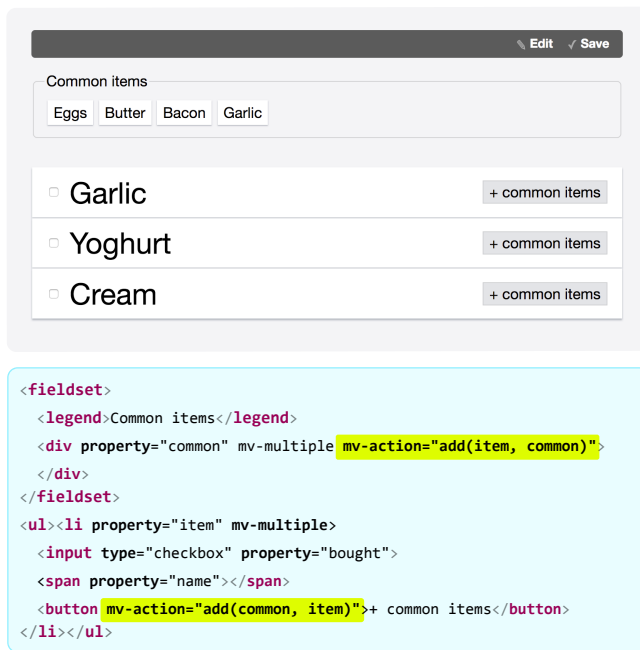 ✎ Edit ✓ Save
Common items
Eggs Butter Bacon Garlic
Garlic + common items
Yoghurt + common items
Cream + common items
<fieldset>
<legend>Common items</legend>
<div property="common" mv-multiple mv-action="add(item, common)">
</div>
</fieldset>
<ul><li property="item" mv-multiple>
<input type="checkbox" property="bought">
<span property="name"></span>
<button mv-action="add(common, item)">+ common items</button>
</li></ul>